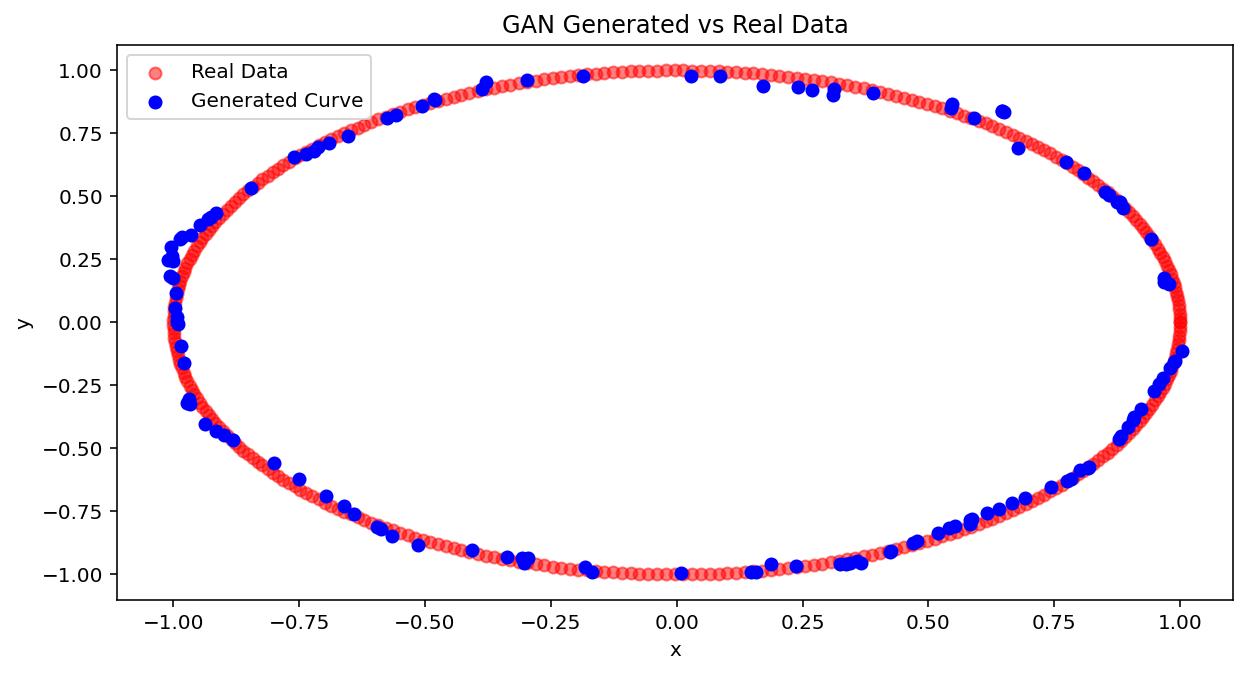 GAN Generated vs Real Data
Real Data
Generated Curve
1.00
0.75
0.50
0.25
0.00
−0.25
−0.50
−0.75
−1.00
y
−1.00 −0.75 −0.50 −0.25 0.00 0.25 0.50 0.75 1.00
x